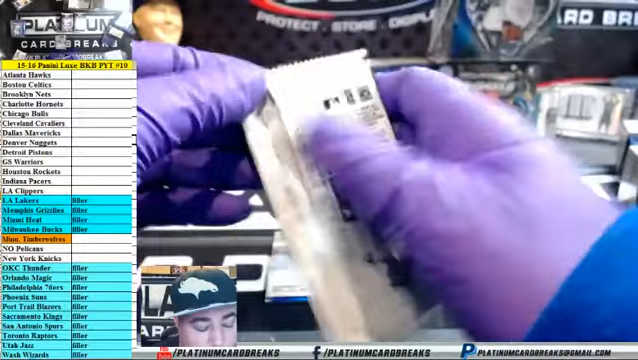 PLATINUM
CARD BREAKS
PROTECT · STORE · DISPLAY
CARD BREAKS
15-16 Panini Luxe BKB PYT #10
Atlanta Hawks
Boston Celtics
Brooklyn Nets
Charlotte Hornets
Chicago Bulls
Cleveland Cavaliers
Dallas Mavericks
Denver Nuggets
Detroit Pistons
GS Warriors
Houston Rockets
Indiana Pacers
LA Clippers
LA Lakers filler
Memphis Grizzlies filler
Miami Heat filler
Milwaukee Bucks filler
Minn. Timberwolves
NO Pelicans
New York Knicks
OKC Thunder filler
Orlando Magic filler
Philadelphia 76ers filler
Phoenix Suns filler
Port Trail Blazers filler
Sacramento Kings filler
San Antonio Spurs filler
Toronto Raptors filler
Utah Jazz filler
Wash Wizards filler
/PLATINUMCARDBREAKS
/PLATINUMCARDBREAKS
PLATINUMCARDBREAKS@GMAIL.COM